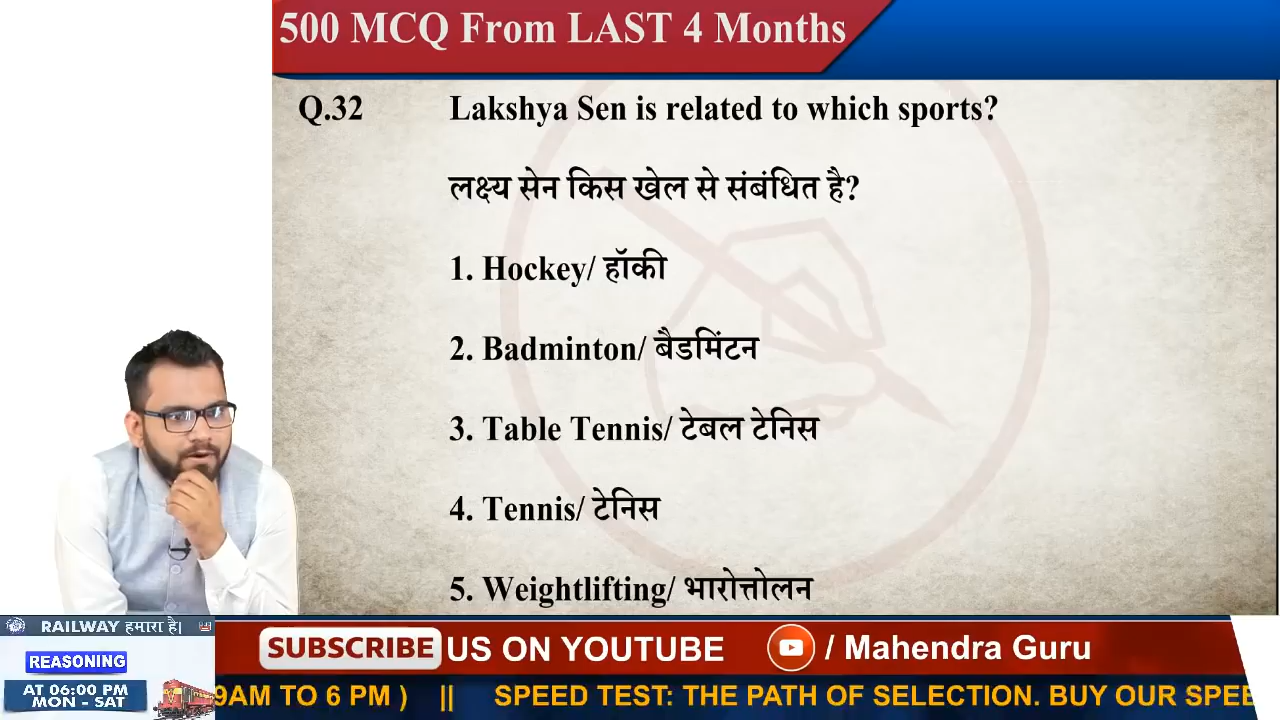 500 MCQ From LAST 4 Months
Q.32 Lakshya Sen is related to which sports?
लक्ष्य सेन किस खेल से संबंधित है?
1. Hockey/ हॉकी
2. Badminton/ बैडमिंटन
3. Table Tennis/ टेबल टेनिस
4. Tennis/ टेनिस
5. Weightlifting/ भारोत्तोलन
RAILWAY हमारा है।
REASONING
AT 06:00 PM
MON - SAT
SUBSCRIBE US ON YOUTUBE / Mahendra Guru
9AM TO 6 PM ) || SPEED TEST: THE PATH OF SELECTION. BUY OUR SPEE